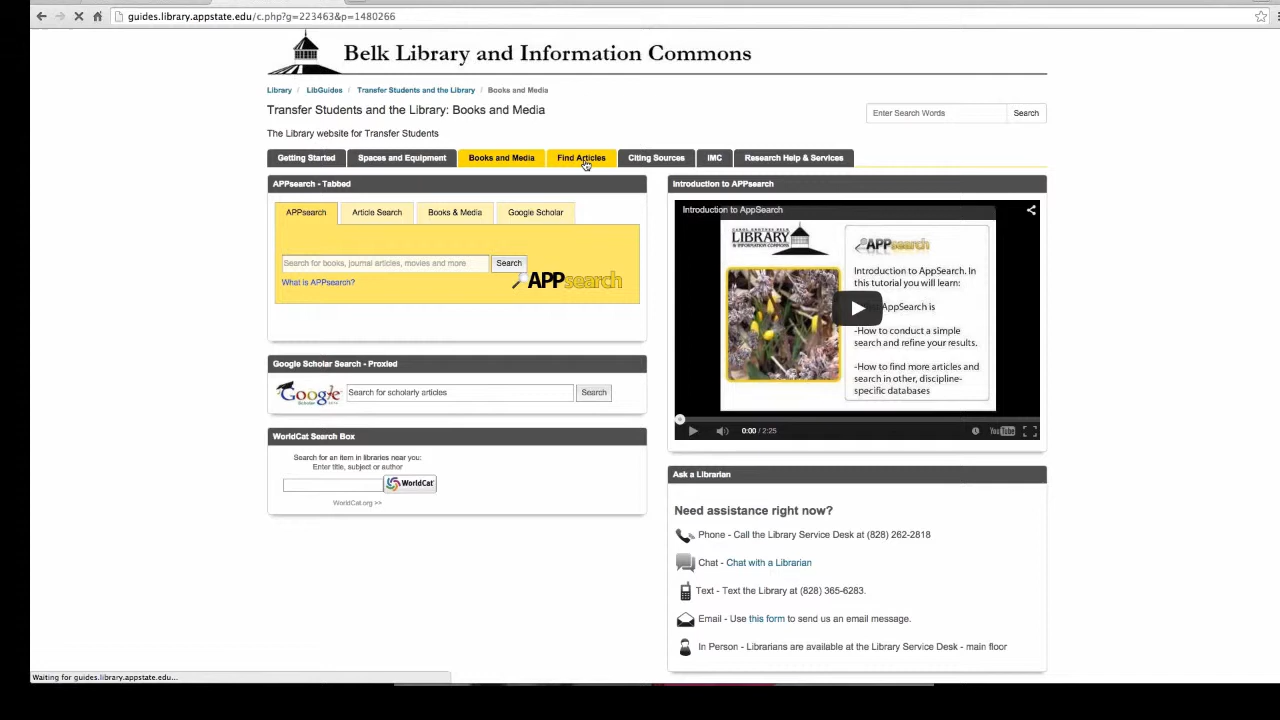 guides.library.appstate.edu/c.php?g=223463&p=1480266
Belk Library and Information Commons
Library / LibGuides / Transfer Students and the Library / Books and Media
Transfer Students and the Library: Books and Media
Enter Search Words Search
The Library website for Transfer Students
Getting Started Spaces and Equipment Books and Media Find Articles Citing Sources IMC Research Help & Services
APPsearch - Tabbed
APPsearch Article Search Books & Media Google Scholar
Search for books, journal articles, movies and more Search
What is APPsearch?
APPsearch
Google Scholar Search - Proxied
Google Search for scholarly articles Search
WorldCat Search Box
Search for an item in libraries near you:
Enter title, subject or author
WorldCat
WorldCat.org >>
Introduction to APPsearch
Introduction to AppSearch
LIBRARY
& INFORMATION COMMONS
APPsearch
Introduction to AppSearch. In
this tutorial you will learn:
AppSearch is
-How to conduct a simple
search and refine your results.
-How to find more articles and
search in other, discipline-
specific databases
0:00 / 2:25
YouTube
Ask a Librarian
Need assistance right now?
Phone - Call the Library Service Desk at (828) 262-2818
Chat - Chat with a Librarian
Text - Text the Library at (828) 365-6283.
Email - Use this form to send us an email message.
In Person - Librarians are available at the Library Service Desk - main floor
Waiting for guides.library.appstate.edu...